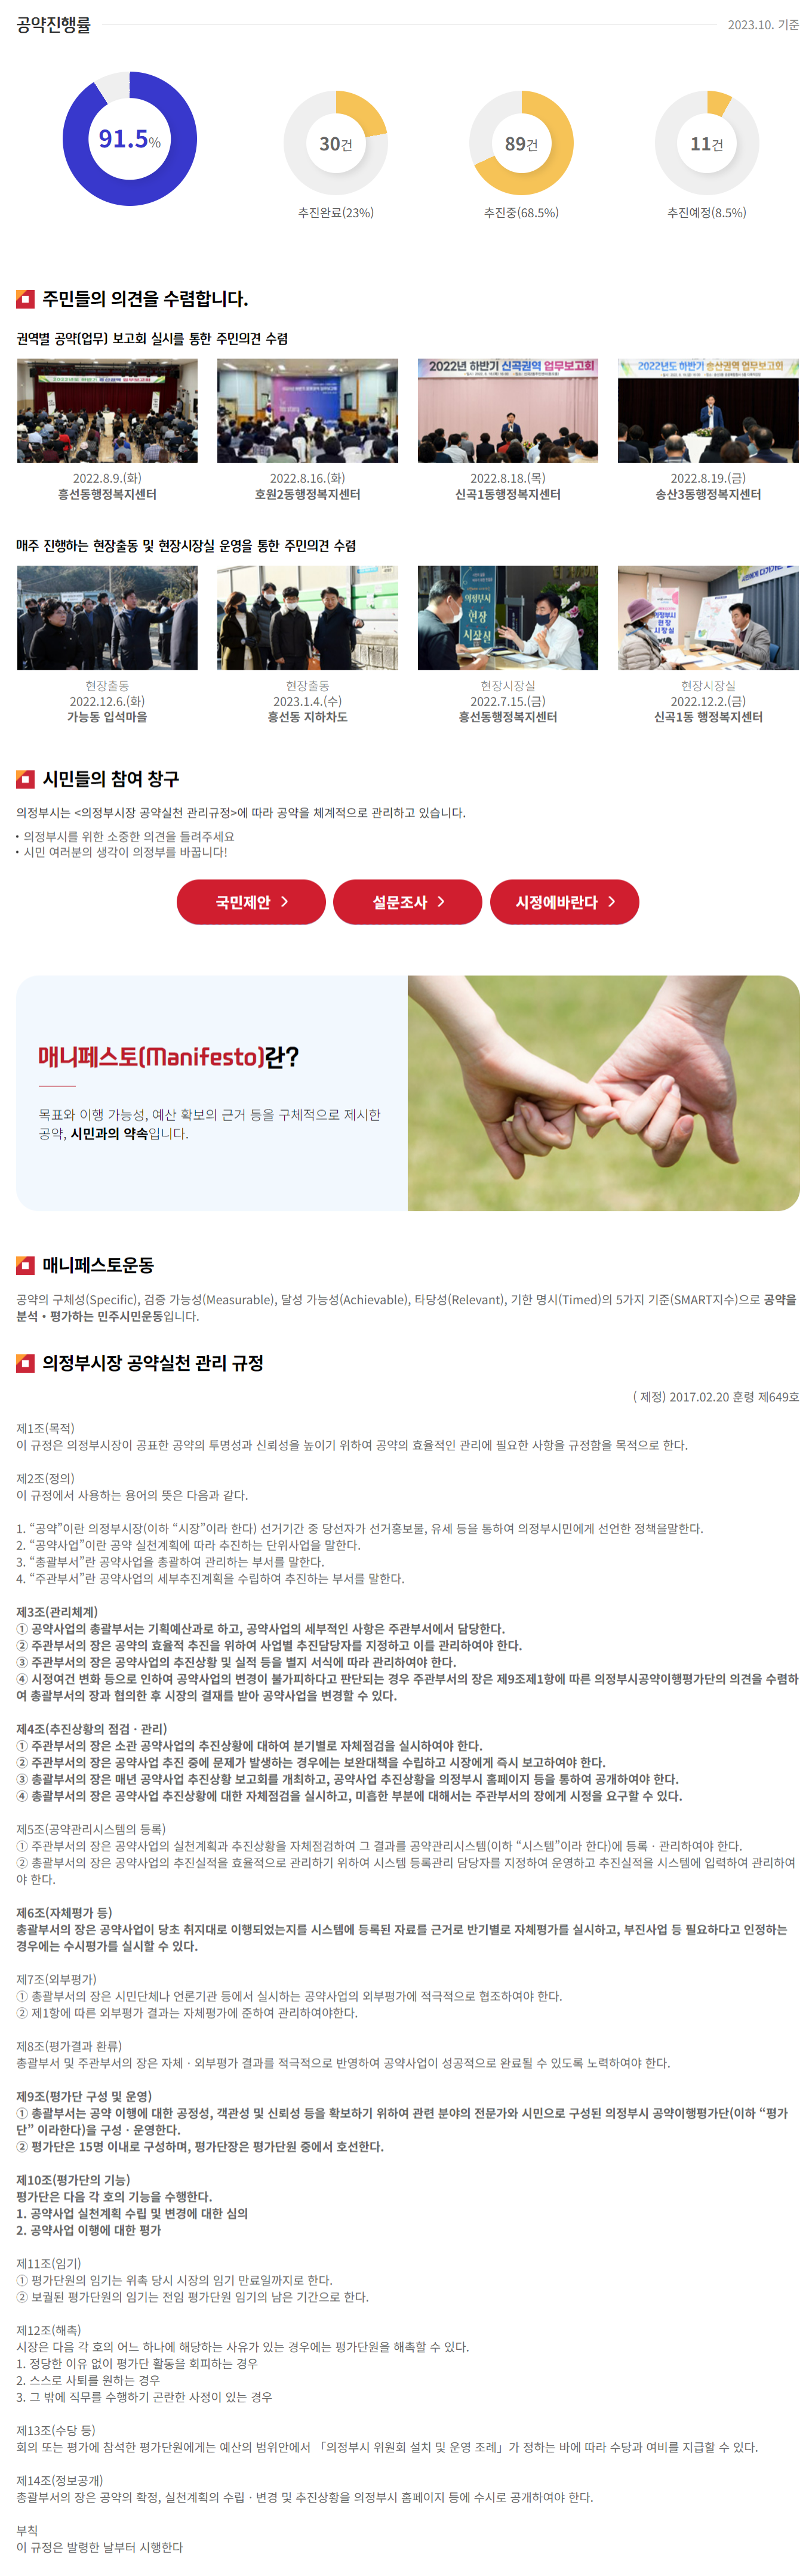 공약진행률
2023.10. 기준
91.5%
30건
89건
11건
추진완료(23%)
추진중(68.5%)
추진예정(8.5%)
주민들의 의견을 수렴합니다.
권역별 공약(업무) 보고회 실시를 통한 주민의견 수렴
2022년 하반기 신곡권역 업무보고회
2022년도 하반기 송산권역 업무보고회
2022.8.9.(화)
흥선동행정복지센터
2022.8.16.(화)
호원2동행정복지센터
2022.8.18.(목)
신곡1동행정복지센터
2022.8.19.(금)
송산3동행정복지센터
매주 진행하는 현장출동 및 현장시장실 운영을 통한 주민의견 수렴
의정부시
현장
시장실
의정부시
현장
시장실
현장출동
2022.12.6.(화)
가능동 입석마을
현장출동
2023.1.4.(수)
흥선동 지하차도
현장시장실
2022.7.15.(금)
흥선동행정복지센터
현장시장실
2022.12.2.(금)
신곡1동 행정복지센터
시민들의 참여 창구
의정부시는 <의정부시장 공약실천 관리규정>에 따라 공약을 체계적으로 관리하고 있습니다.
• 의정부시를 위한 소중한 의견을 들려주세요
• 시민 여러분의 생각이 의정부를 바꿉니다!
국민제안 >
설문조사 >
시정에바란다 >
매니페스토(Manifesto)란?
목표와 이행 가능성, 예산 확보의 근거 등을 구체적으로 제시한
공약, 시민과의 약속입니다.
매니페스토운동
공약의 구체성(Specific), 검증 가능성(Measurable), 달성 가능성(Achievable), 타당성(Relevant), 기한 명시(Timed)의 5가지 기준(SMART지수)으로 공약을
분석・평가하는 민주시민운동입니다.
의정부시장 공약실천 관리 규정
( 제정) 2017.02.20 훈령 제649호
제1조(목적)
이 규정은 의정부시장이 공표한 공약의 투명성과 신뢰성을 높이기 위하여 공약의 효율적인 관리에 필요한 사항을 규정함을 목적으로 한다.
제2조(정의)
이 규정에서 사용하는 용어의 뜻은 다음과 같다.
1. “공약”이란 의정부시장(이하 “시장”이라 한다) 선거기간 중 당선자가 선거홍보물, 유세 등을 통하여 의정부시민에게 선언한 정책을말한다.
2. “공약사업”이란 공약 실천계획에 따라 추진하는 단위사업을 말한다.
3. “총괄부서”란 공약사업을 총괄하여 관리하는 부서를 말한다.
4. “주관부서”란 공약사업의 세부추진계획을 수립하여 추진하는 부서를 말한다.
제3조(관리체계)
① 공약사업의 총괄부서는 기획예산과로 하고, 공약사업의 세부적인 사항은 주관부서에서 담당한다.
② 주관부서의 장은 공약의 효율적 추진을 위하여 사업별 추진담당자를 지정하고 이를 관리하여야 한다.
③ 주관부서의 장은 공약사업의 추진상황 및 실적 등을 별지 서식에 따라 관리하여야 한다.
④ 시정여건 변화 등으로 인하여 공약사업의 변경이 불가피하다고 판단되는 경우 주관부서의 장은 제9조제1항에 따른 의정부시공약이행평가단의 의견을 수렴하
여 총괄부서의 장과 협의한 후 시장의 결재를 받아 공약사업을 변경할 수 있다.
제4조(추진상황의 점검ㆍ관리)
① 주관부서의 장은 소관 공약사업의 추진상황에 대하여 분기별로 자체점검을 실시하여야 한다.
② 주관부서의 장은 공약사업 추진 중에 문제가 발생하는 경우에는 보완대책을 수립하고 시장에게 즉시 보고하여야 한다.
③ 총괄부서의 장은 매년 공약사업 추진상황 보고회를 개최하고, 공약사업 추진상황을 의정부시 홈페이지 등을 통하여 공개하여야 한다.
④ 총괄부서의 장은 공약사업 추진상황에 대한 자체점검을 실시하고, 미흡한 부분에 대해서는 주관부서의 장에게 시정을 요구할 수 있다.
제5조(공약관리시스템의 등록)
① 주관부서의 장은 공약사업의 실천계획과 추진상황을 자체점검하여 그 결과를 공약관리시스템(이하 “시스템”이라 한다)에 등록ㆍ관리하여야 한다.
② 총괄부서의 장은 공약사업의 추진실적을 효율적으로 관리하기 위하여 시스템 등록관리 담당자를 지정하여 운영하고 추진실적을 시스템에 입력하여 관리하여
야 한다.
제6조(자체평가 등)
총괄부서의 장은 공약사업이 당초 취지대로 이행되었는지를 시스템에 등록된 자료를 근거로 반기별로 자체평가를 실시하고, 부진사업 등 필요하다고 인정하는
경우에는 수시평가를 실시할 수 있다.
제7조(외부평가)
① 총괄부서의 장은 시민단체나 언론기관 등에서 실시하는 공약사업의 외부평가에 적극적으로 협조하여야 한다.
② 제1항에 따른 외부평가 결과는 자체평가에 준하여 관리하여야한다.
제8조(평가결과 환류)
총괄부서 및 주관부서의 장은 자체ㆍ외부평가 결과를 적극적으로 반영하여 공약사업이 성공적으로 완료될 수 있도록 노력하여야 한다.
제9조(평가단 구성 및 운영)
① 총괄부서는 공약 이행에 대한 공정성, 객관성 및 신뢰성 등을 확보하기 위하여 관련 분야의 전문가와 시민으로 구성된 의정부시 공약이행평가단(이하 “평가
단” 이라한다)을 구성ㆍ운영한다.
② 평가단은 15명 이내로 구성하며, 평가단장은 평가단원 중에서 호선한다.
제10조(평가단의 기능)
평가단은 다음 각 호의 기능을 수행한다.
1. 공약사업 실천계획 수립 및 변경에 대한 심의
2. 공약사업 이행에 대한 평가
제11조(임기)
① 평가단원의 임기는 위촉 당시 시장의 임기 만료일까지로 한다.
② 보궐된 평가단원의 임기는 전임 평가단원 임기의 남은 기간으로 한다.
제12조(해촉)
시장은 다음 각 호의 어느 하나에 해당하는 사유가 있는 경우에는 평가단원을 해촉할 수 있다.
1. 정당한 이유 없이 평가단 활동을 회피하는 경우
2. 스스로 사퇴를 원하는 경우
3. 그 밖에 직무를 수행하기 곤란한 사정이 있는 경우
제13조(수당 등)
회의 또는 평가에 참석한 평가단원에게는 예산의 범위안에서 「의정부시 위원회 설치 및 운영 조례」가 정하는 바에 따라 수당과 여비를 지급할 수 있다.
제14조(정보공개)
총괄부서의 장은 공약의 확정, 실천계획의 수립ㆍ변경 및 추진상황을 의정부시 홈페이지 등에 수시로 공개하여야 한다.
부칙
이 규정은 발령한 날부터 시행한다